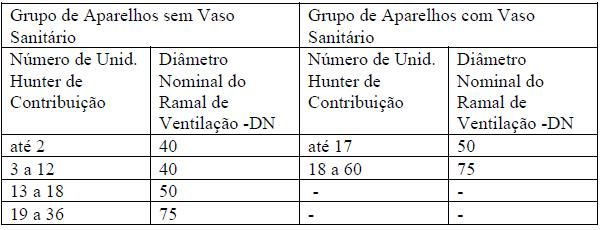 Grupo de Aparelhos sem Vaso Sanitário
Grupo de Aparelhos com Vaso Sanitário
Número de Unid. Hunter de Contribuição
Diâmetro Nominal do Ramal de Ventilação -DN
Número de Unid. Hunter de Contribuição
Diâmetro Nominal do Ramal de Ventilação -DN
até 2 40 até 17 50
3 a 12 40 18 a 60 75
13 a 18 50 - -
19 a 36 75 - -